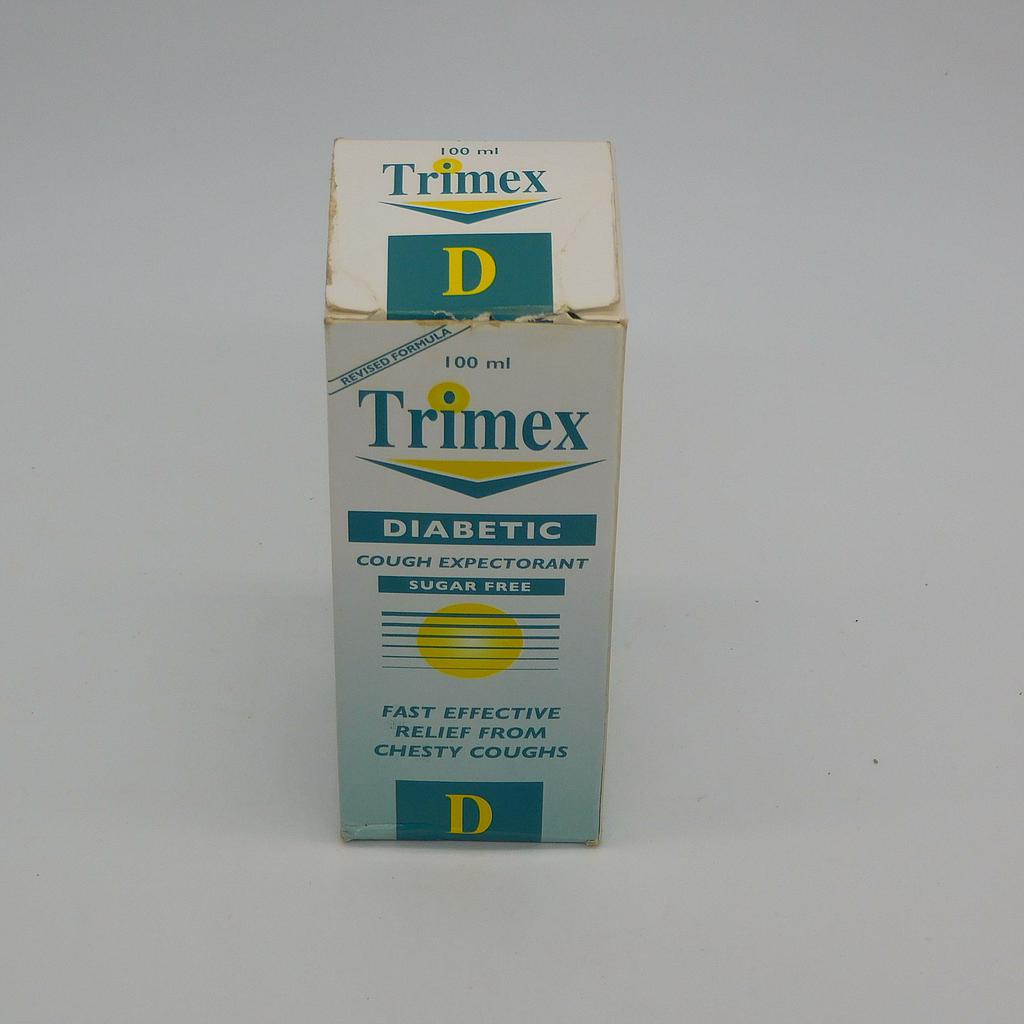 100 ml
Trimex
D
REVISED FORMULA
100 ml
Trimex
DIABETIC
COUGH EXPECTORANT
SUGAR FREE
FAST EFFECTIVE
RELIEF FROM
CHESTY COUGHS
D